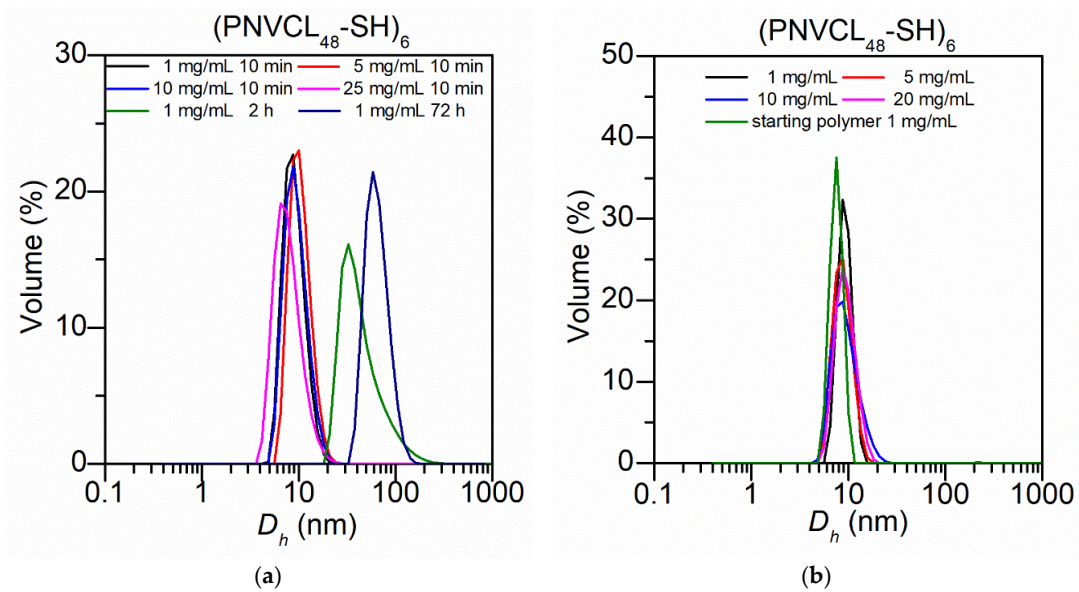 (PNVCL48-SH)6
1 mg/mL 10 min 5 mg/mL 10 min
10 mg/mL 10 min 25 mg/mL 10 min
1 mg/mL 2 h 1 mg/mL 72 h
30
20
10
0
Volume (%)
0.1 1 10 100 1000
Dh (nm)
(a)
(PNVCL48-SH)6
1 mg/mL 5 mg/mL
10 mg/mL 20 mg/mL
starting polymer 1 mg/mL
50
40
30
20
10
0
Volume (%)
0.1 1 10 100 1000
Dh (nm)
(b)